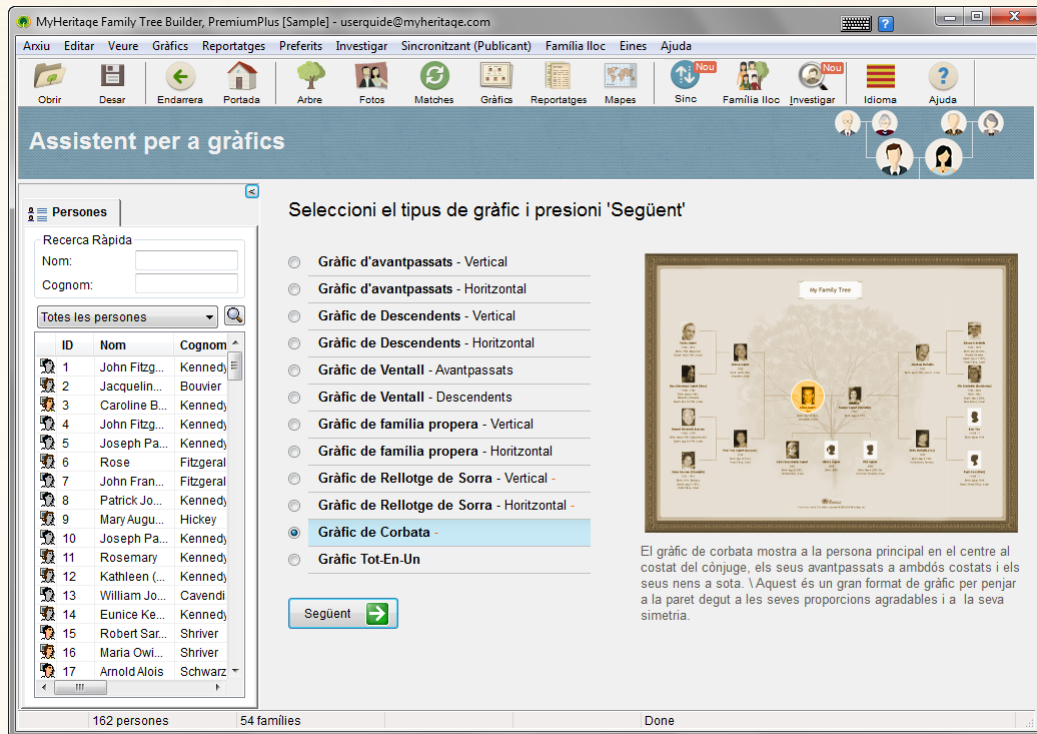 MyHeritage Family Tree Builder, PremiumPlus [Sample] - userquide@myheritage.com
Arxiu Editar Veure Gràfics Reportatges Preferits Investigar Sincronitzant (Publicant) Família lloc Eines Ajuda
Nou Nou
Obrir Desar Endarrera Portada Arbre Fotos Matches Gràfics Reportatges Mapes Sinc Família lloc Investigar Idioma Ajuda
Assistent per a gràfics
Persones
Recerca Ràpida
Nom:
Cognom:
Totes les persones
ID Nom Cognom
1 John Fitzg... Kennedy
2 Jacquelin... Bouvier
3 Caroline B... Kennedy
4 John Fitzg... Kennedy
5 Joseph Pa... Kennedy
6 Rose Fitzgeral
7 John Fran... Fitzgeral
8 Patrick Jo... Kennedy
9 Mary Augu... Hickey
10 Joseph Pa... Kennedy
11 Rosemary Kennedy
12 Kathleen (... Kennedy
13 William Jo... Cavendi
14 Eunice Ke... Kennedy
15 Robert Sar... Shriver
16 Maria Owi... Shriver
17 Arnold Alois Schwarz
Seleccioni el tipus de gràfic i presioni 'Següent'
Gràfic d'avantpassats - Vertical
Gràfic d'avantpassats - Horitzontal
Gràfic de Descendents - Vertical
Gràfic de Descendents - Horitzontal
Gràfic de Ventall - Avantpassats
Gràfic de Ventall - Descendents
Gràfic de família propera - Vertical
Gràfic de família propera - Horitzontal
Gràfic de Rellotge de Sorra - Vertical -
Gràfic de Rellotge de Sorra - Horitzontal -
Gràfic de Corbata -
Gràfic Tot-En-Un
Següent
My Family Tree
El gràfic de corbata mostra a la persona principal en el centre al
costat del cònjuge, els seus avantpassats a ambdós costats i els
seus nens a sota. \ Aquest és un gran format de gràfic per penjar
a la paret degut a les seves proporcions agradables i a la seva
simetria.
162 persones 54 famílies Done